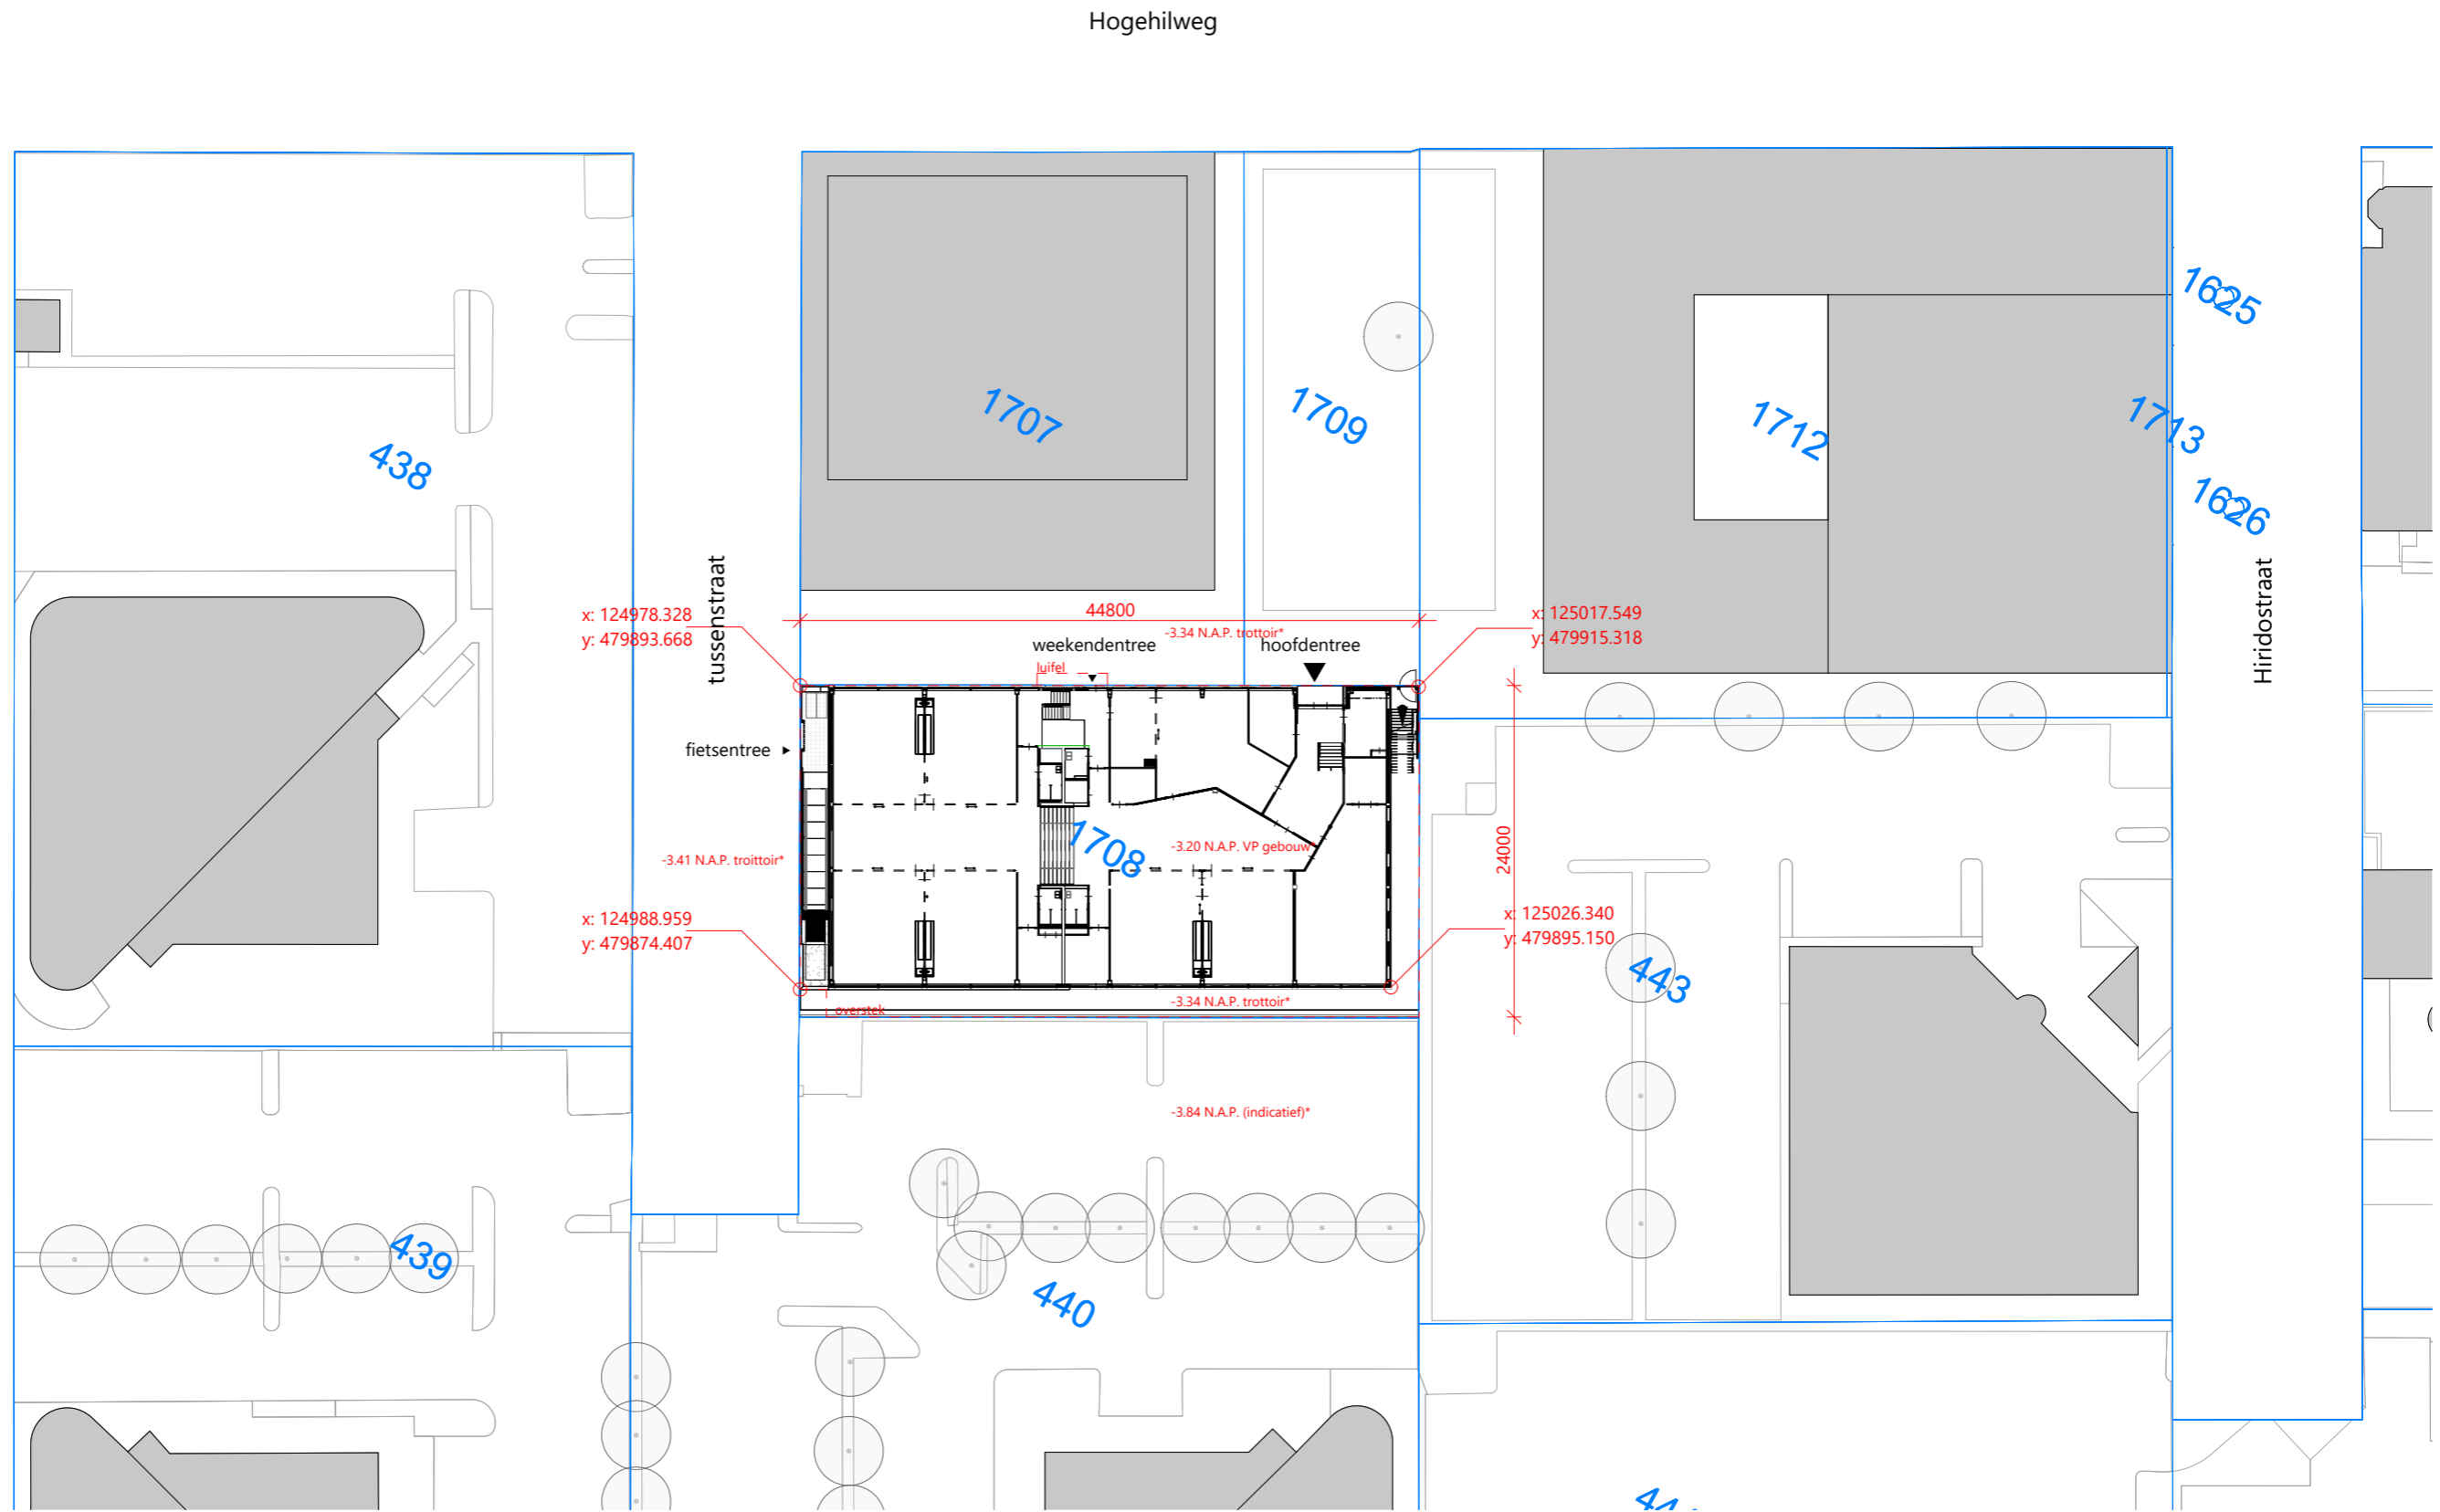 Hogehilweg
1625
1707
1709
1712
1713
438
1626
tussenstraat
Hiridostraat
x: 124978.328
y: 479893.668
44800
x: 125017.549
y: 479915.318
-3.34 N.A.P. trottoir*
weekendentree
hoofdentree
luifel
fietsentree
1708
-3.20 N.A.P. VP gebouw*
-3.41 N.A.P. troittoir*
24000
x: 124988.959
y: 479874.407
x: 125026.340
y: 479895.150
443
-3.34 N.A.P. trottoir*
overstek
-3.84 N.A.P. (indicatief)*
439
440